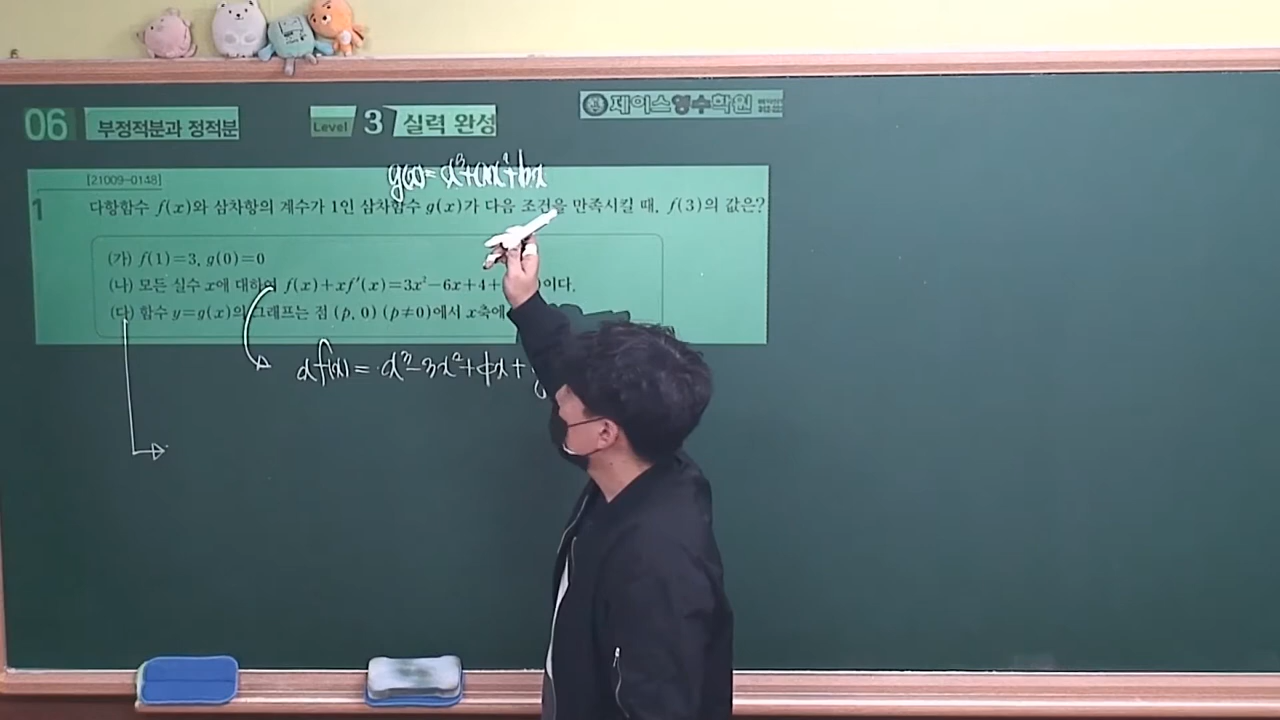 06 부정적분과 정적분 Level 3 실력 완성 제이스영수학원
[21009-0148]
g(x)=x³+ax²+bx
1 다항함수 f(x)와 삼차항의 계수가 1인 삼차함수 g(x)가 다음 조건을 만족시킬 때, f(3)의 값은?
(가) f(1)=3, g(0)=0
(나) 모든 실수 x에 대하여 f(x)+xf'(x)=3x²-6x+4+ 이다.
(다) 함수 y=g(x)의 그래프는 점 (p, 0) (p≠0)에서 x축에
xf(x)=x³-3x²+4x+